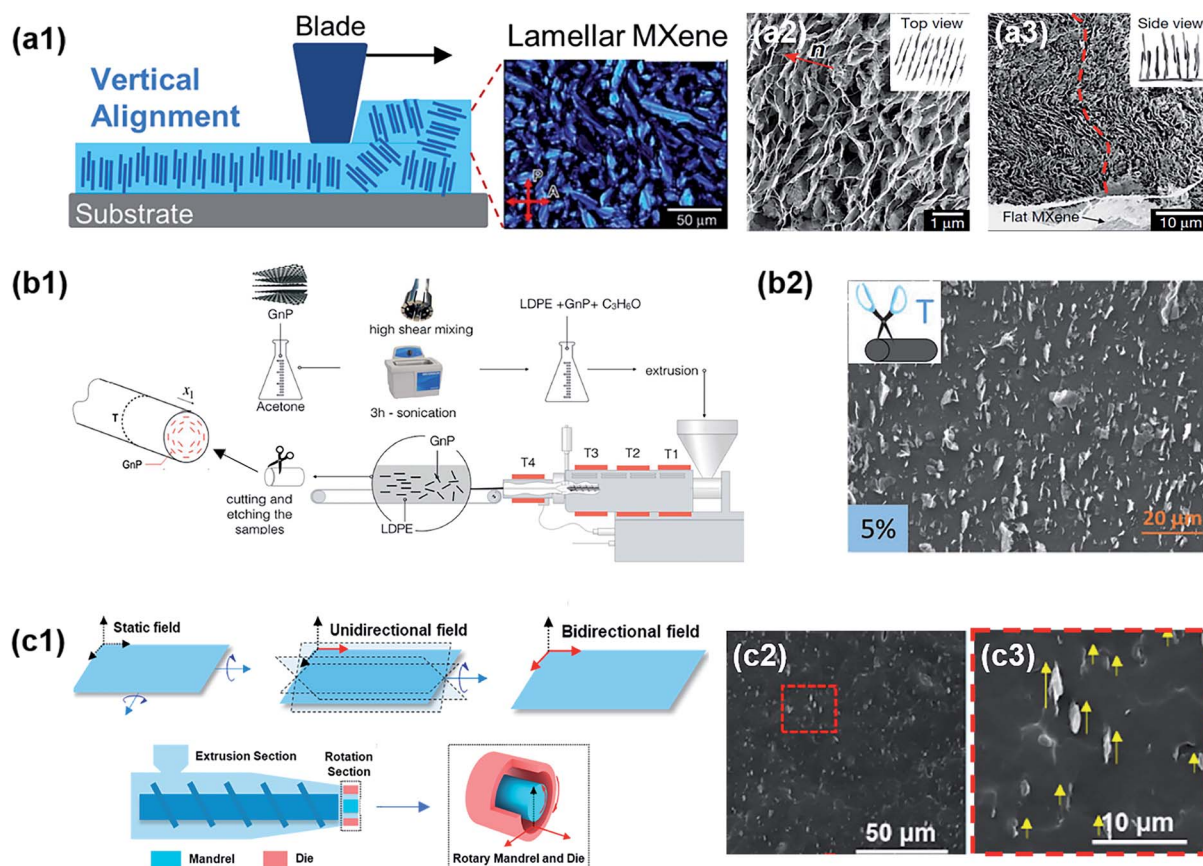 (a1)
Blade
Vertical
Alignment
Substrate
Lamellar MXene
P
A
50 μm
(a2)
Top view
n
1 μm
(a3)
Side view
Flat MXene
10 μm
(b1)
GnP
Acetone
high shear mixing
3h - sonication
LDPE +GnP+ C₃H₆O
extrusion
x₁
T
GnP
cutting and
etching the
samples
GnP
LDPE
T4
T3
T2
T1
(b2)
T
5%
20 μm
(c1)
Static field
Unidirectional field
Bidirectional field
Extrusion Section
Rotation
Section
Mandrel
Die
Rotary Mandrel and Die
(c2)
50 μm
(c3)
10 μm